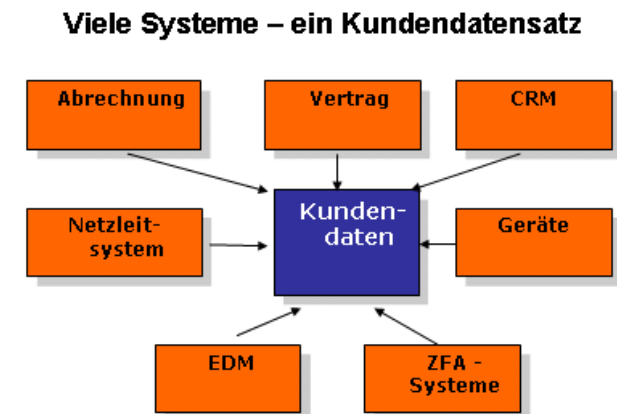 Viele Systeme – ein Kundendatensatz
Abrechnung
Vertrag
CRM
Netzleit-
system
Kunden-
daten
Geräte
EDM
ZFA -
Systeme